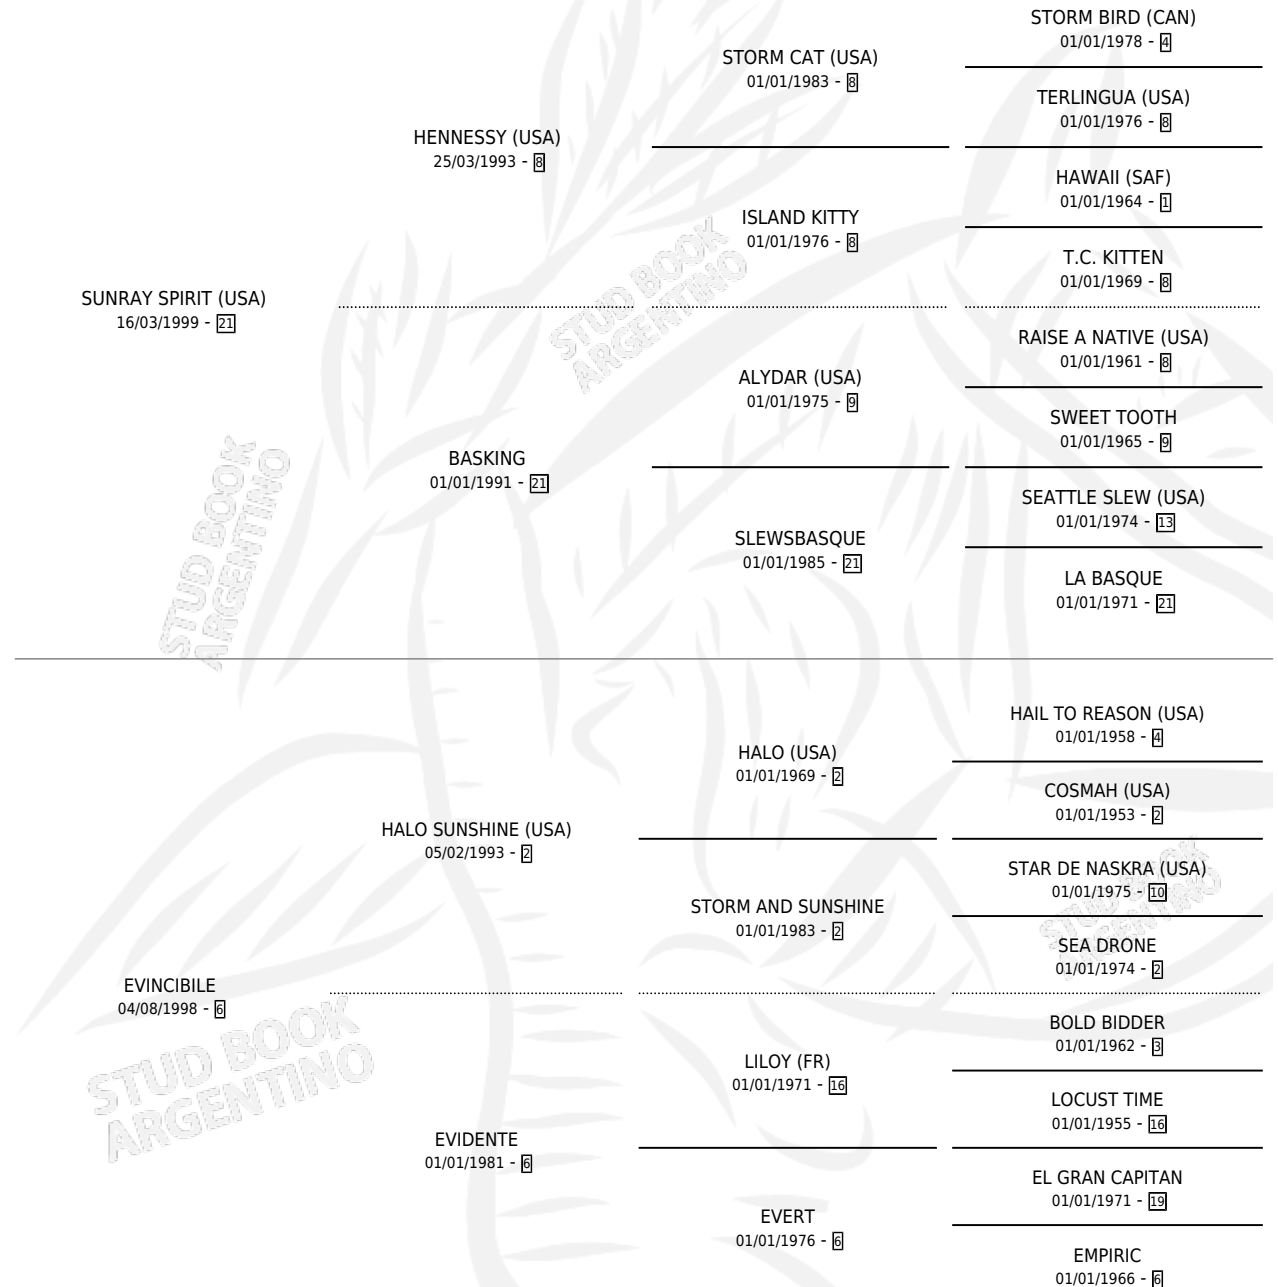 STORM BIRD (CAN)
01/01/1978 - 4
STORM CAT (USA)
01/01/1983 - 8
TERLINGUA (USA)
01/01/1976 - 8
HENNESSY (USA)
25/03/1993 - 8
HAWAII (SAF)
01/01/1964 - 1
ISLAND KITTY
01/01/1976 - 8
T.C. KITTEN
01/01/1969 - 8
SUNRAY SPIRIT (USA)
16/03/1999 - 21
RAISE A NATIVE (USA)
01/01/1961 - 8
ALYDAR (USA)
01/01/1975 - 9
SWEET TOOTH
01/01/1965 - 9
BASKING
01/01/1991 - 21
SEATTLE SLEW (USA)
01/01/1974 - 13
SLEWSBASQUE
01/01/1985 - 21
LA BASQUE
01/01/1971 - 21
HAIL TO REASON (USA)
01/01/1958 - 4
HALO (USA)
01/01/1969 - 2
COSMAH (USA)
01/01/1953 - 2
HALO SUNSHINE (USA)
05/02/1993 - 2
STAR DE NASKRA (USA)
01/01/1975 - 10
STORM AND SUNSHINE
01/01/1983 - 2
SEA DRONE
01/01/1974 - 2
EVINCIBILE
04/08/1998 - 6
BOLD BIDDER
01/01/1962 - 3
LILOY (FR)
01/01/1971 - 16
LOCUST TIME
01/01/1955 - 16
EVIDENTE
01/01/1981 - 6
EL GRAN CAPITAN
01/01/1971 - 19
EVERT
01/01/1976 - 6
EMPIRIC
01/01/1966 - 6
STUD BOOK
ARGENTINO
STUD BOOK
ARGENTINO
STUD BOOK
ARGENTINO
STUD BOOK
ARGENTINO